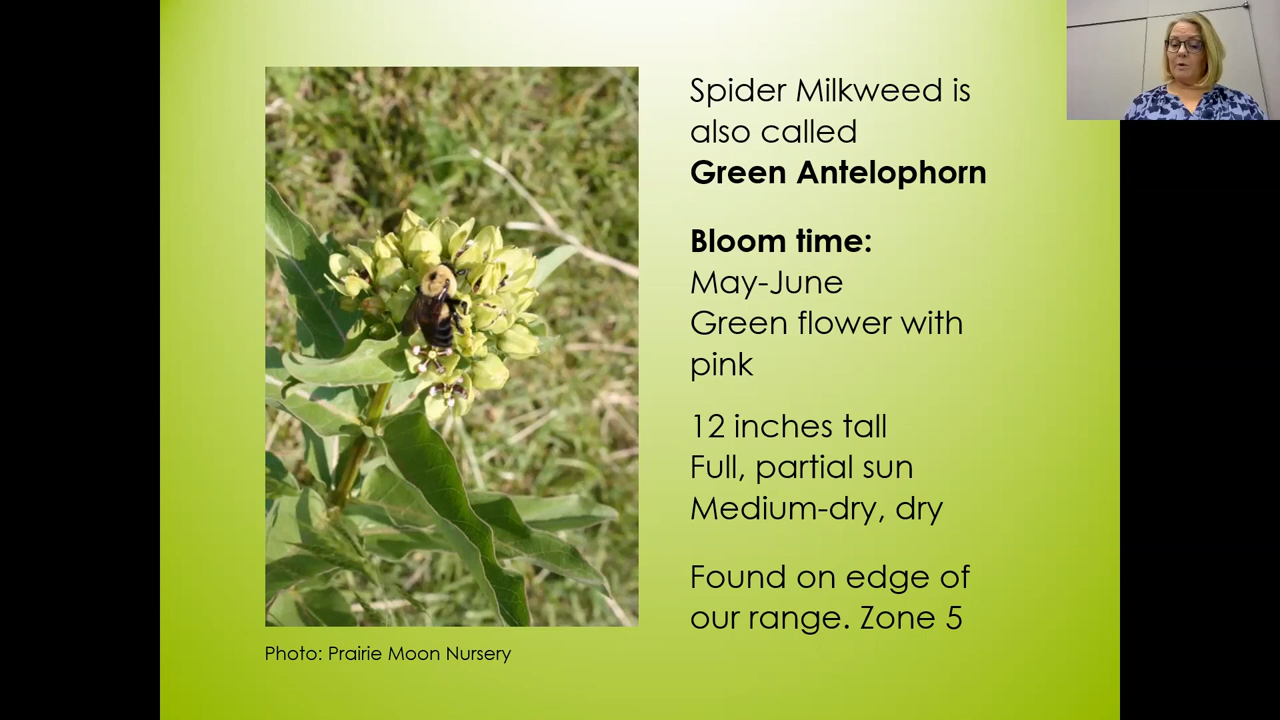 Spider Milkweed is
also called
Green Antelophorn
Bloom time:
May-June
Green flower with
pink
12 inches tall
Full, partial sun
Medium-dry, dry
Found on edge of
our range. Zone 5
Photo: Prairie Moon Nursery